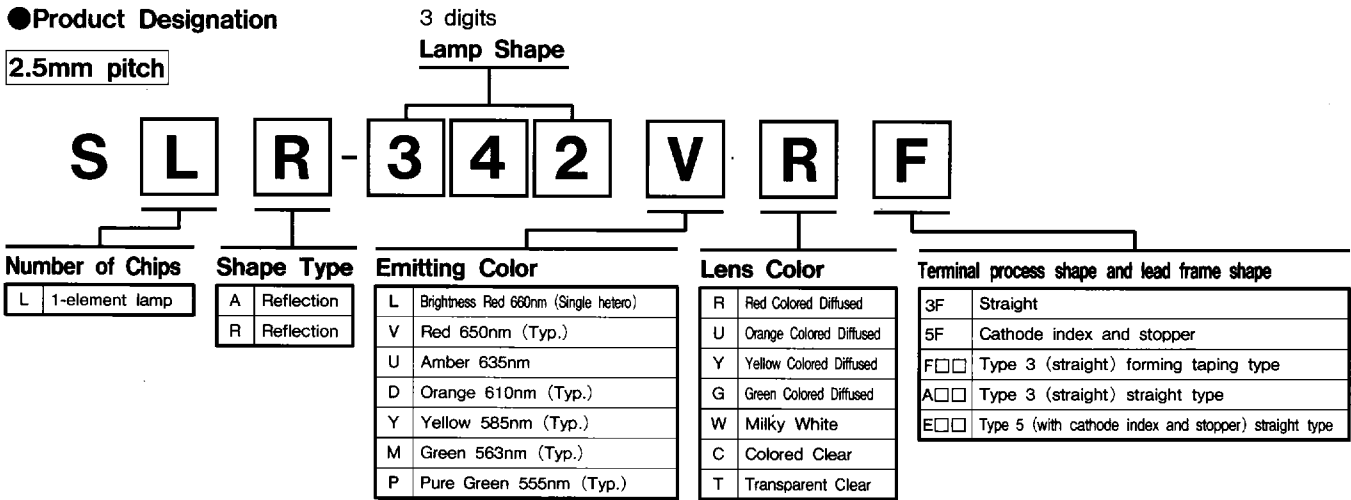 ●Product Designation
3 digits
Lamp Shape
2.5mm pitch
S L R - 3 4 2 V R F
Number of Chips
L 1-element lamp
Shape Type
A Reflection
R Reflection
Emitting Color
L Brightness Red 660nm (Single hetero)
V Red 650nm (Typ.)
U Amber 635nm
D Orange 610nm (Typ.)
Y Yellow 585nm (Typ.)
M Green 563nm (Typ.)
P Pure Green 555nm (Typ.)
Lens Color
R Red Colored Diffused
U Orange Colored Diffused
Y Yellow Colored Diffused
G Green Colored Diffused
W Milky White
C Colored Clear
T Transparent Clear
Terminal process shape and lead frame shape
3F Straight
5F Cathode index and stopper
F□□ Type 3 (straight) forming taping type
A□□ Type 3 (straight) straight type
E□□ Type 5 (with cathode index and stopper) straight type